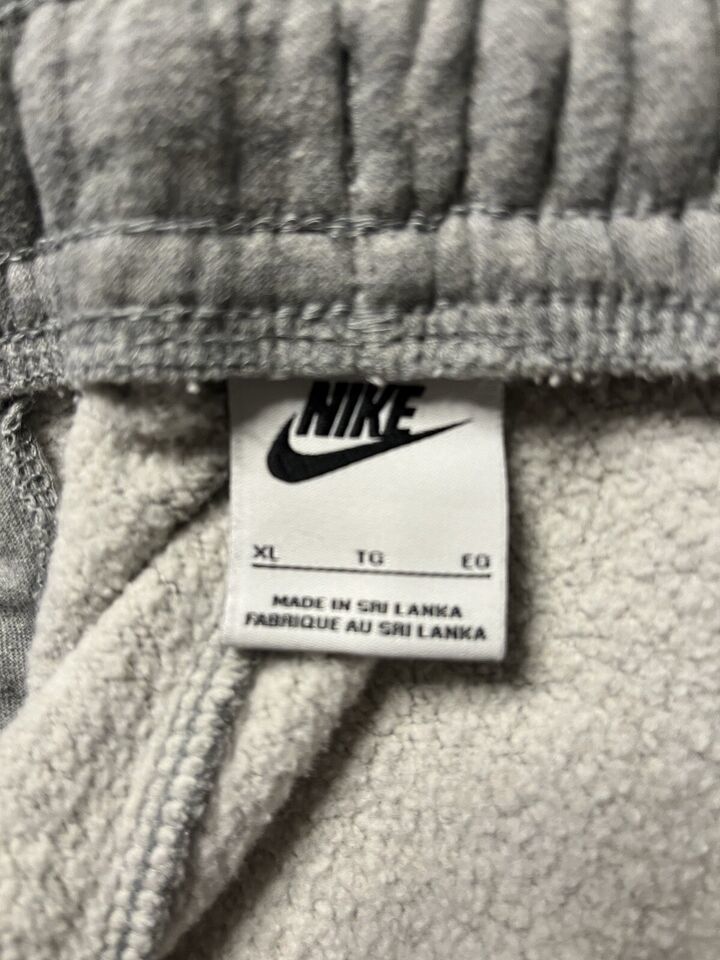 NIKE
XL TG EG
MADE IN SRI LANKA
FABRIQUE AU SRI LANKA